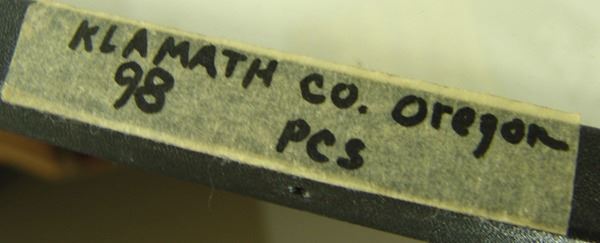 KLAMATH CO. Oregon
98 PCS